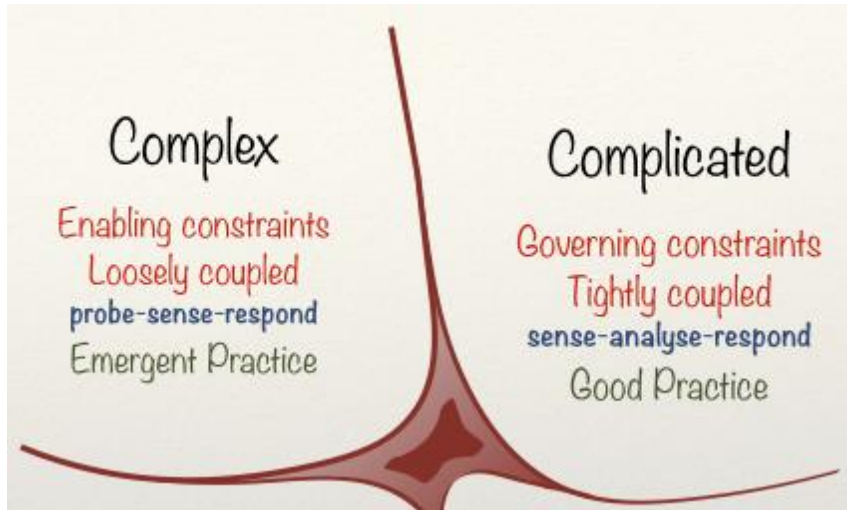 Complex
Enabling constraints
Loosely coupled
probe-sense-respond
Emergent Practice
Complicated
Governing constraints
Tightly coupled
sense-analyse-respond
Good Practice